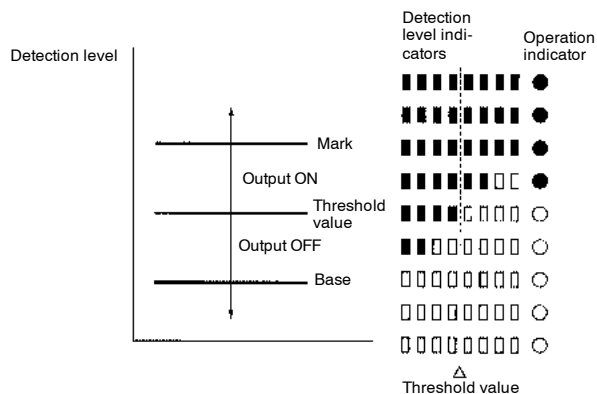 Detection level
Detection
level indi-
cators
Operation
indicator
Mark
Output ON
Threshold
value
Output OFF
Base
Threshold value